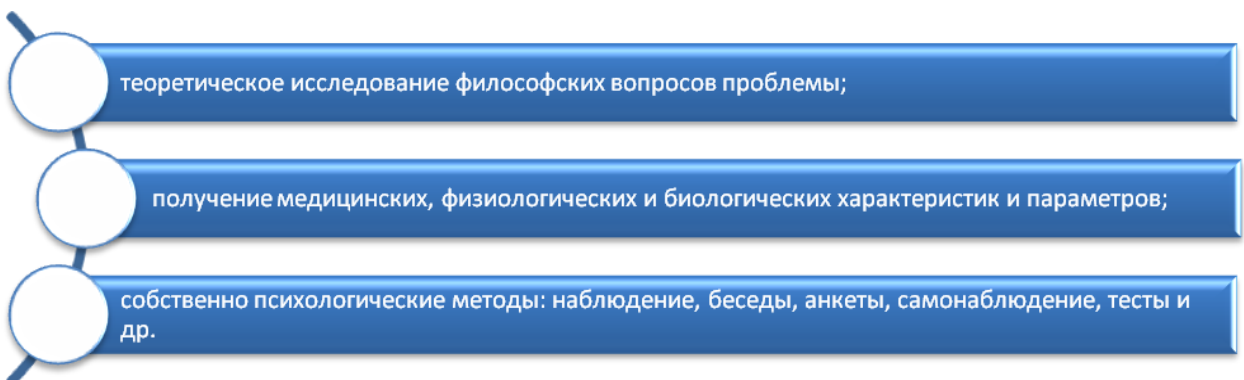 теоретическое исследование философских вопросов проблемы;
получение медицинских, физиологических и биологических характеристик и параметров;
собственно психологические методы: наблюдение, беседы, анкеты, самонаблюдение, тесты и
др.